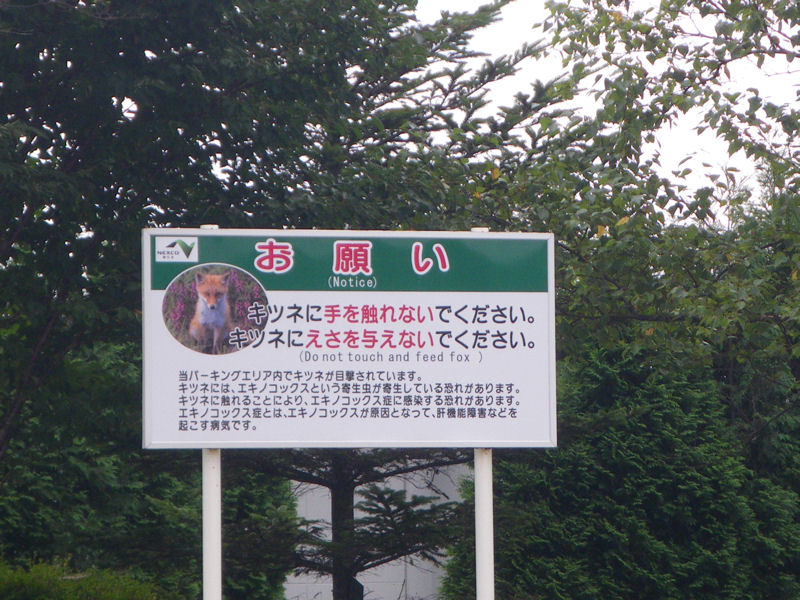 NEXCO
お願い
(Notice)
キツネに手を触れないでください。
キツネにえさを与えないでください。
(Do not touch and feed fox )
当パーキングエリア内でキツネが目撃されています。
キツネには、エキノコックスという寄生虫が寄生している恐れがあります。
キツネに触れることにより、エキノコックス症に感染する恐れがあります。
エキノコックス症とは、エキノコックスが原因となって、肝機能障害などを
起こす病気です。